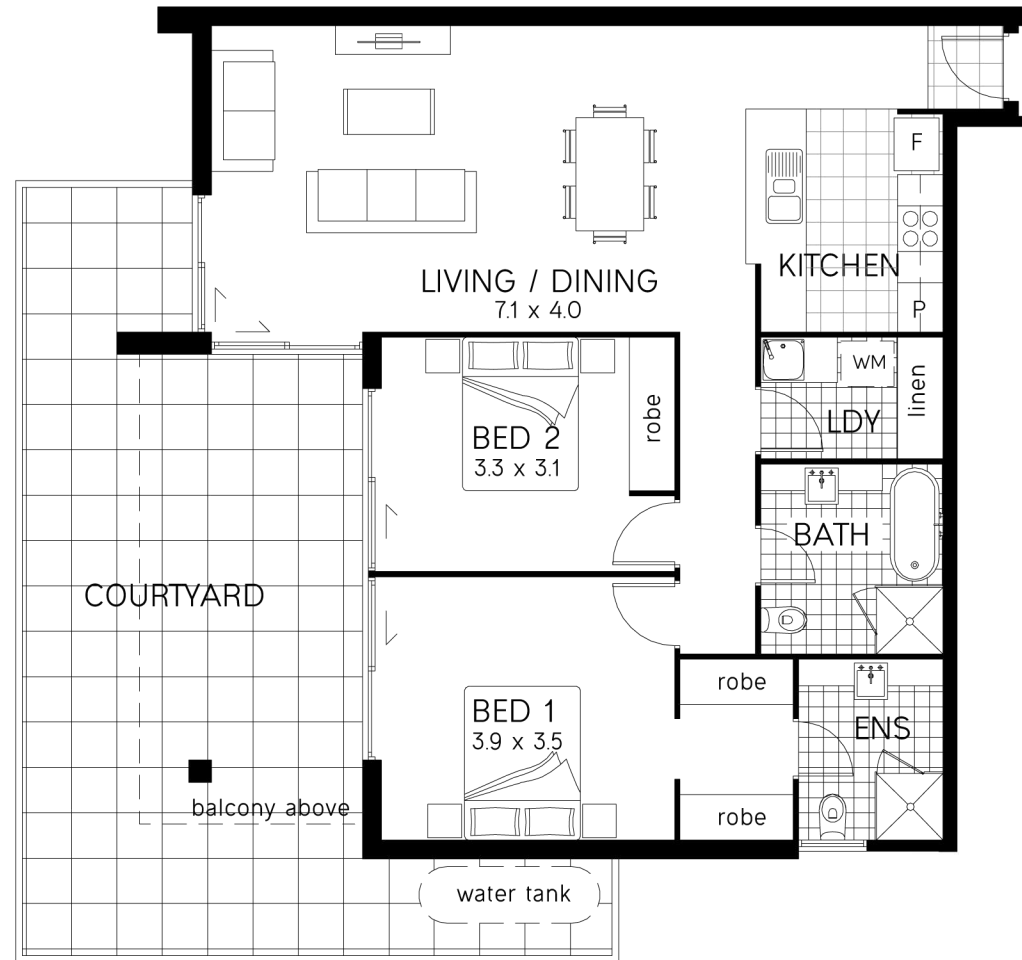 F
KITCHEN
LIVING / DINING
7.1 x 4.0
P
WM
linen
robe
LDY
BED 2
3.3 x 3.1
BATH
COURTYARD
robe
BED 1
3.9 x 3.5
ENS
balcony above
robe
water tank